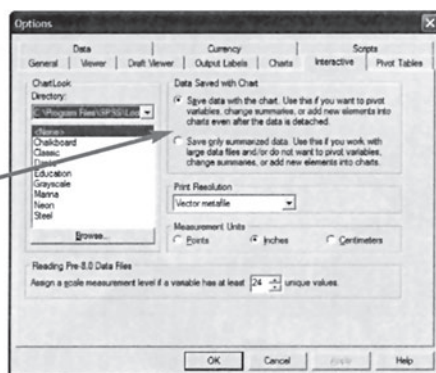 Options
Data
Currency
Scripts
General
Viewer
Draft Viewer
Output Labels
Charts
Interactive
Pivot Tables
ChartLook
Directory:
C:\Program Files\SPSS\Loo
<None>
Chalkboard
Classic
Education
Grayscale
Marina
Neon
Steel
Browse...
Data Saved with Chart
Save data with the chart. Use this if you want to pivot
variables, change summaries, or add new elements into
charts even after the data is detached.
Save only summarized data. Use this if you work with
large data files and/or do not want to pivot variables,
change summaries, or add new elements into charts.
Print Resolution
Vector metafile
Measurement Units
Points
Inches
Centimeters
Reading Pre-8.0 Data Files
Assign a scale measurement level if a variable has at least 24 unique values.
OK
Cancel
Apply
Help